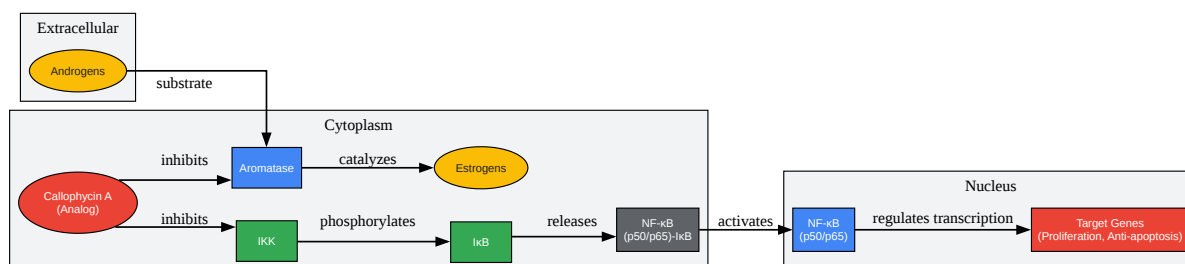 Extracellular
Androgens
substrate
Cytoplasm
inhibits
Aromatase
catalyzes
Estrogens
Callophycin A
(Analog)
inhibits
IKK
phosphorylates
IκB
releases
NF-κB
(p50/p65)-IκB
activates
Nucleus
NF-κB
(p50/p65)
regulates transcription
Target Genes
(Proliferation, Anti-apoptosis)